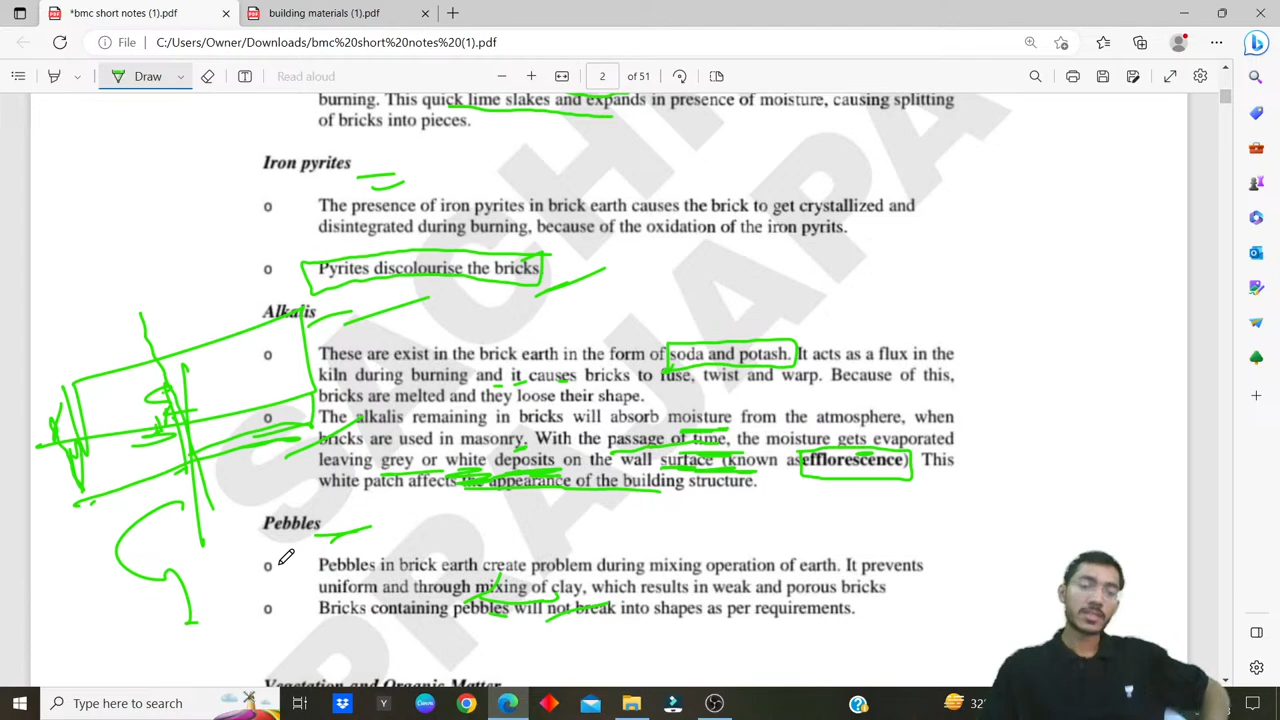 *bmc short notes (1).pdf
building materials (1).pdf
File
C:/Users/Owner/Downloads/bmc%20short%20notes%20(1).pdf
Draw
Read aloud
2
of 51
burning. This quick lime slakes and expands in presence of moisture, causing splitting
of bricks into pieces.
Iron pyrites
o The presence of iron pyrites in brick earth causes the brick to get crystallized and
disintegrated during burning, because of the oxidation of the iron pyrits.
o Pyrites discolourise the bricks
Alkalis
o These are exist in the brick earth in the form of soda and potash. It acts as a flux in the
kiln during burning and it causes bricks to fuse, twist and warp. Because of this,
bricks are melted and they loose their shape.
o The alkalis remaining in bricks will absorb moisture from the atmosphere, when
bricks are used in masonry. With the passage of time, the moisture gets evaporated
leaving grey or white deposits on the wall surface (known asefflorescence) This
white patch affects the appearance of the building structure.
Pebbles
o Pebbles in brick earth create problem during mixing operation of earth. It prevents
uniform and through mixing of clay, which results in weak and porous bricks
o Bricks containing pebbles will not break into shapes as per requirements.
Vegetation and Organic Matter
Type here to search